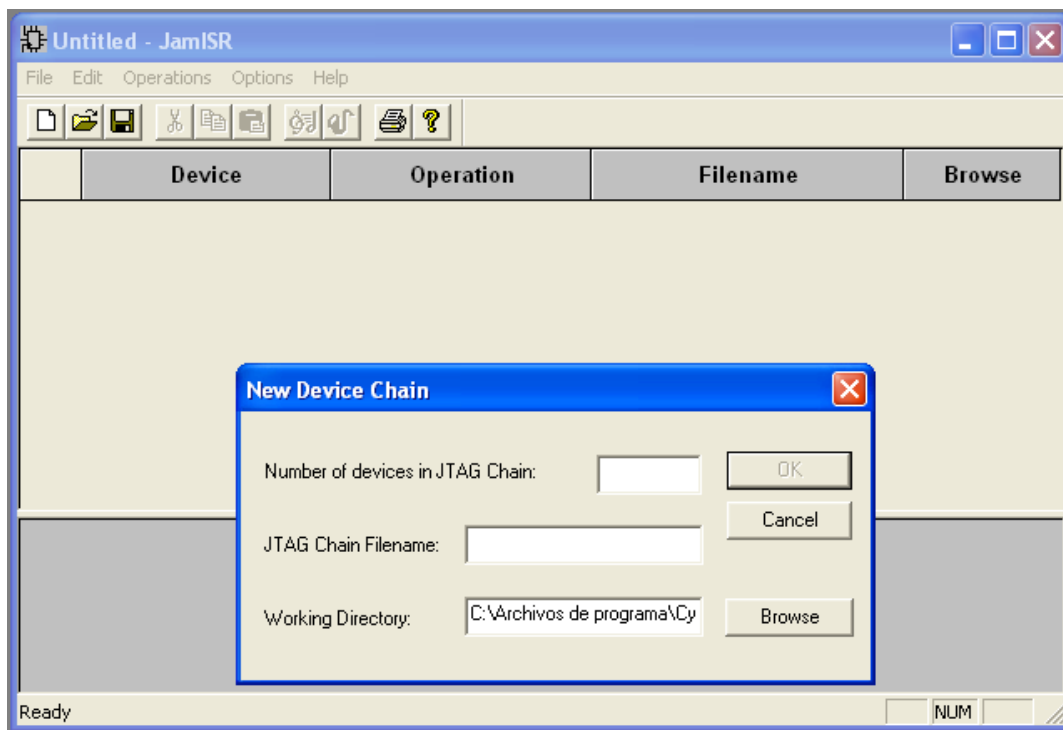 Untitled - JamISR
File Edit Operations Options Help
Device Operation Filename Browse
New Device Chain
Number of devices in JTAG Chain:
OK
Cancel
JTAG Chain Filename:
Working Directory: C:\Archivos de programa\Cy Browse
Ready NUM